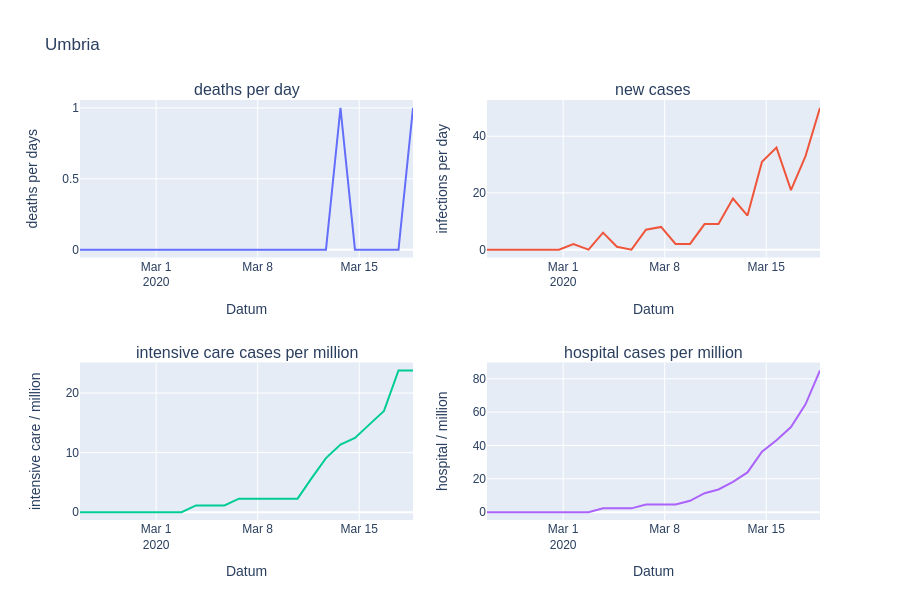 Umbria
deaths per day
deaths per days
1
0.5
0
Mar 1
2020
Mar 8
Mar 15
Datum
new cases
infections per day
40
20
0
Mar 1
2020
Mar 8
Mar 15
Datum
intensive care cases per million
intensive care / million
20
10
0
Mar 1
2020
Mar 8
Mar 15
Datum
hospital cases per million
hospital / million
80
60
40
20
0
Mar 1
2020
Mar 8
Mar 15
Datum